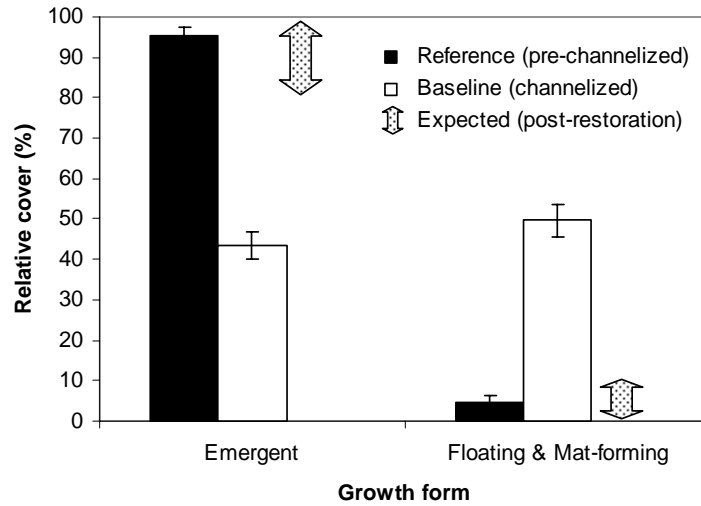 Relative cover (%)
100
90
80
70
60
50
40
30
20
10
0
Reference (pre-channelized)
Baseline (channelized)
Expected (post-restoration)
Emergent
Floating & Mat-forming
Growth form